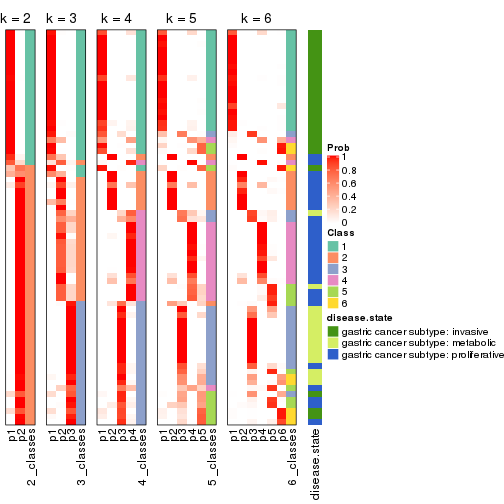 k = 2
k = 3
k = 4
k = 5
k = 6
Prob
1
0.8
0.6
0.4
0.2
0
Class
1
2
3
4
5
6
disease.state
gastric cancer subtype: invasive
gastric cancer subtype: metabolic
gastric cancer subtype: proliferative
p1
p2
2_classes
p1
p2
p3
3_classes
p1
p2
p3
p4
4_classes
p1
p2
p3
p4
p5
5_classes
p1
p2
p3
p4
p5
p6
6_classes
disease.state